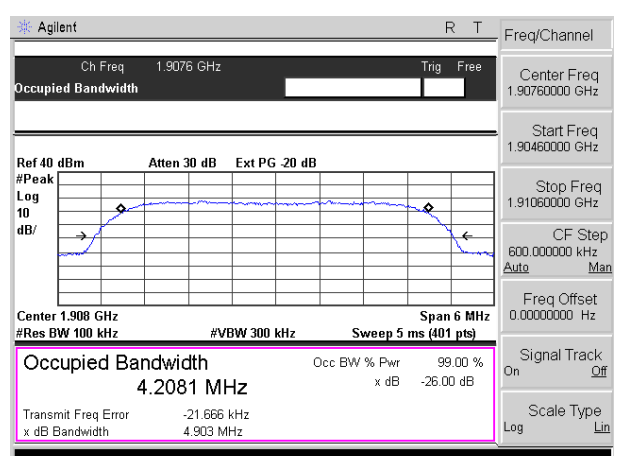 Agilent R T
Ch Freq 1.9076 GHz Trig Free
Occupied Bandwidth
Ref 40 dBm Atten 30 dB Ext PG -20 dB
#Peak
Log
10
dB/
Center 1.908 GHz Span 6 MHz
#Res BW 100 kHz #VBW 300 kHz Sweep 5 ms (401 pts)
Occupied Bandwidth
4.2081 MHz
Occ BW % Pwr 99.00 %
x dB -26.00 dB
Transmit Freq Error -21.666 kHz
x dB Bandwidth 4.903 MHz
Freq/Channel
Center Freq
1.90760000 GHz
Start Freq
1.90460000 GHz
Stop Freq
1.91060000 GHz
CF Step
600.000000 kHz
Auto Man
Freq Offset
0.00000000 Hz
Signal Track
On Off
Scale Type
Log Lin